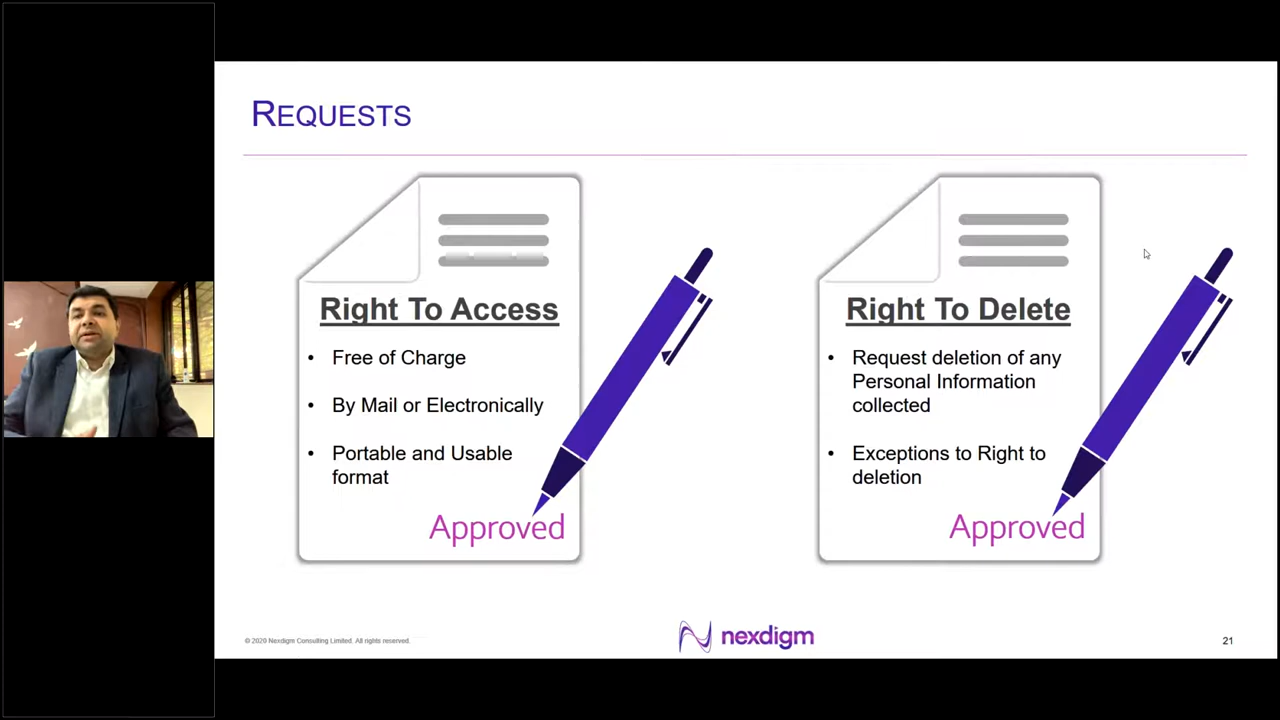 REQUESTS
Right To Access
• Free of Charge
• By Mail or Electronically
• Portable and Usable
format
Approved
Right To Delete
• Request deletion of any
Personal Information
collected
• Exceptions to Right to
deletion
Approved
© 2020 Nexdigm Consulting Limited. All rights reserved.
nexdigm
21